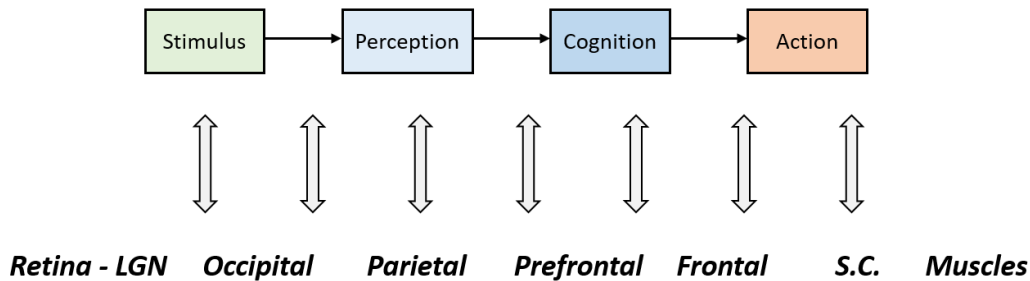 Stimulus Perception Cognition Action
Retina - LGN Occipital Parietal Prefrontal Frontal S.C. Muscles